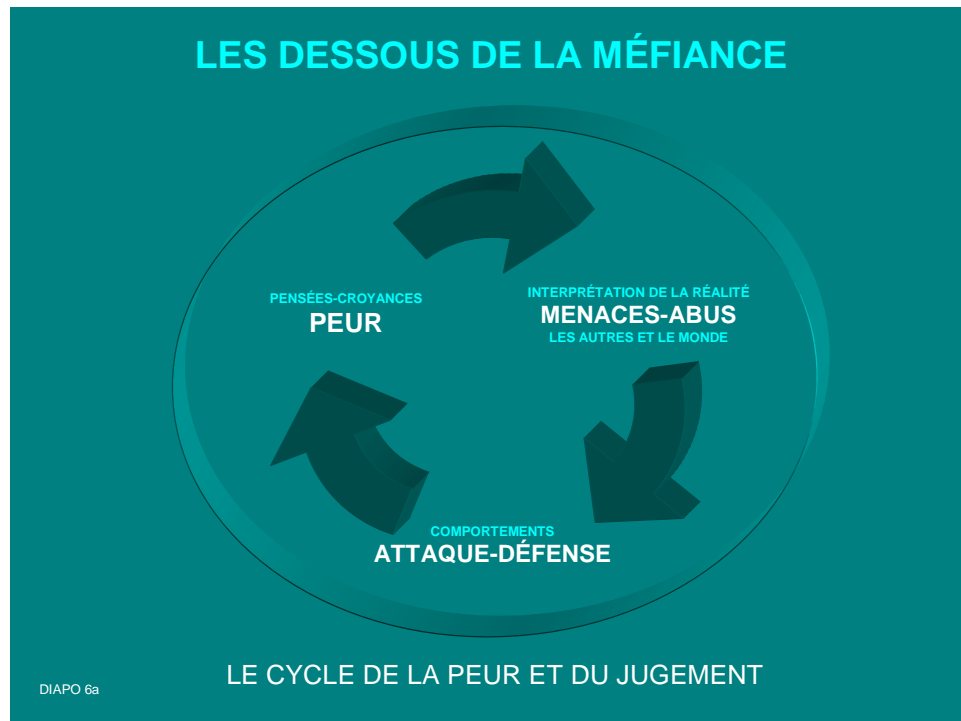 LES DESSOUS DE LA MÉFIANCE
PENSÉES-CROYANCES
PEUR
INTERPRÉTATION DE LA RÉALITÉ
MENACES-ABUS
LES AUTRES ET LE MONDE
COMPORTEMENTS
ATTAQUE-DÉFENSE
LE CYCLE DE LA PEUR ET DU JUGEMENT
DIAPO 6a